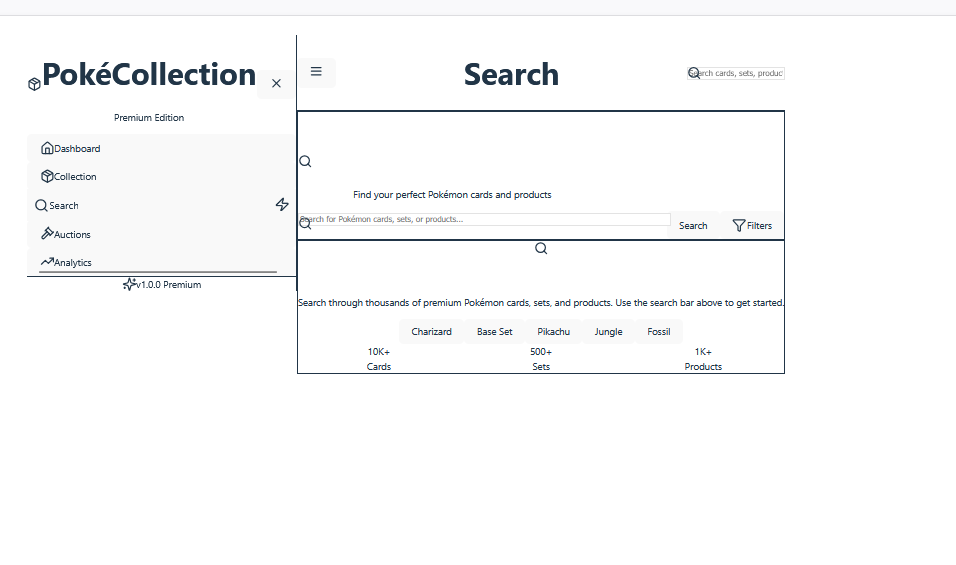 PokéCollection
Premium Edition
Dashboard
Collection
Search
Auctions
Analytics
v1.0.0 Premium
Search
Search cards, sets, produc
Find your perfect Pokémon cards and products
Search for Pokémon cards, sets, or products...
Search
Filters
Search through thousands of premium Pokémon cards, sets, and products. Use the search bar above to get started.
Charizard Base Set Pikachu Jungle Fossil
10K+ 500+ 1K+
Cards Sets Products